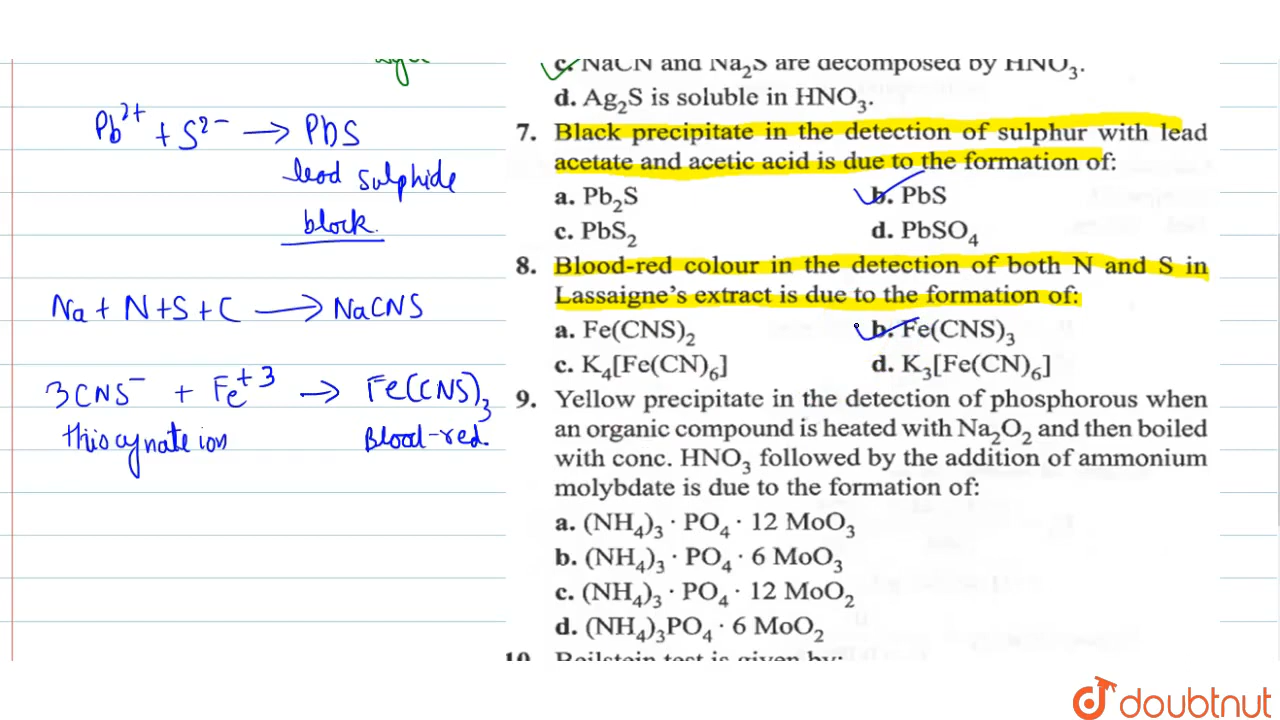 c. NaCN and Na₂S are decomposed by HNO₃.
d. Ag₂S is soluble in HNO₃.
7. Black precipitate in the detection of sulphur with lead
acetate and acetic acid is due to the formation of:
a. Pb₂S b. PbS
c. PbS₂ d. PbSO₄
8. Blood-red colour in the detection of both N and S in
Lassaigne's extract is due to the formation of:
a. Fe(CNS)₂ b. Fe(CNS)₃
c. K₄[Fe(CN)₆] d. K₃[Fe(CN)₆]
9. Yellow precipitate in the detection of phosphorous when
an organic compound is heated with Na₂O₂ and then boiled
with conc. HNO₃ followed by the addition of ammonium
molybdate is due to the formation of:
a. (NH₄)₃ · PO₄ · 12 MoO₃
b. (NH₄)₃ · PO₄ · 6 MoO₃
c. (NH₄)₃ · PO₄ · 12 MoO₂
d. (NH₄)₃PO₄ · 6 MoO₂
10. Beilstein test is given by:
Pb²⁺ + S²⁻ → PbS
lead sulphide
block.
Na + N + S + C → NaCNS
3CNS⁻ + Fe⁺³ → Fe(CNS)₃
thiocynate ion Blood-red.
doubtnut